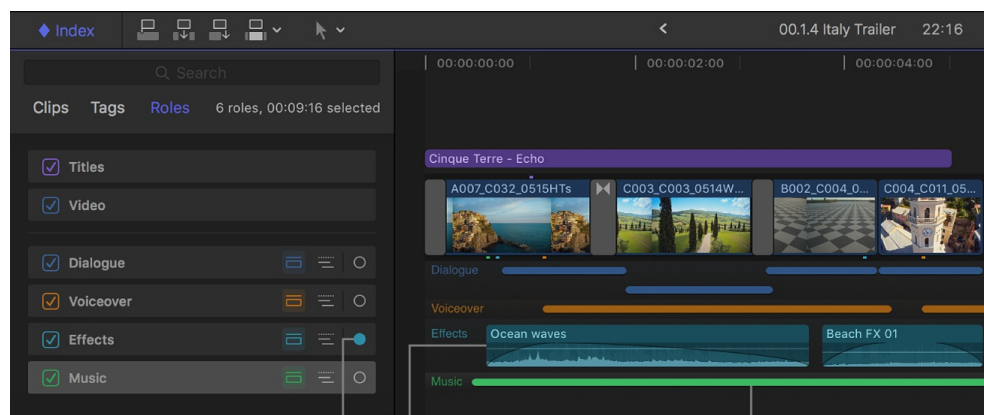 Index
00.1.4 Italy Trailer 22:16
Search
Clips Tags Roles 6 roles, 00:09:16 selected
Titles
Video
Dialogue
Voiceover
Effects
Music
00:00:00:00 00:00:02:00 00:00:04:00
Cinque Terre - Echo
A007_C032_0515HTs C003_C003_0514W... B002_C004_0... C004_C011_05...
Dialogue
Voiceover
Effects Ocean waves Beach FX 01
Music